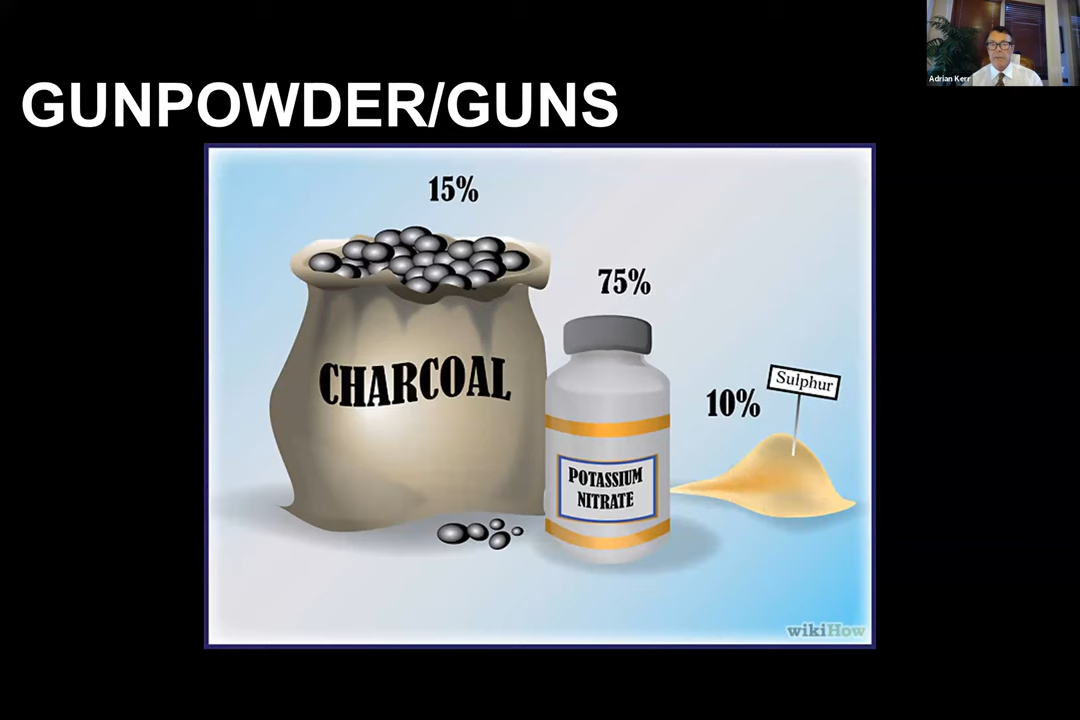 Adrian Kerr
GUNPOWDER/GUNS
15%
75%
CHARCOAL
10%
Sulphur
POTASSIUM
NITRATE
wikiHow